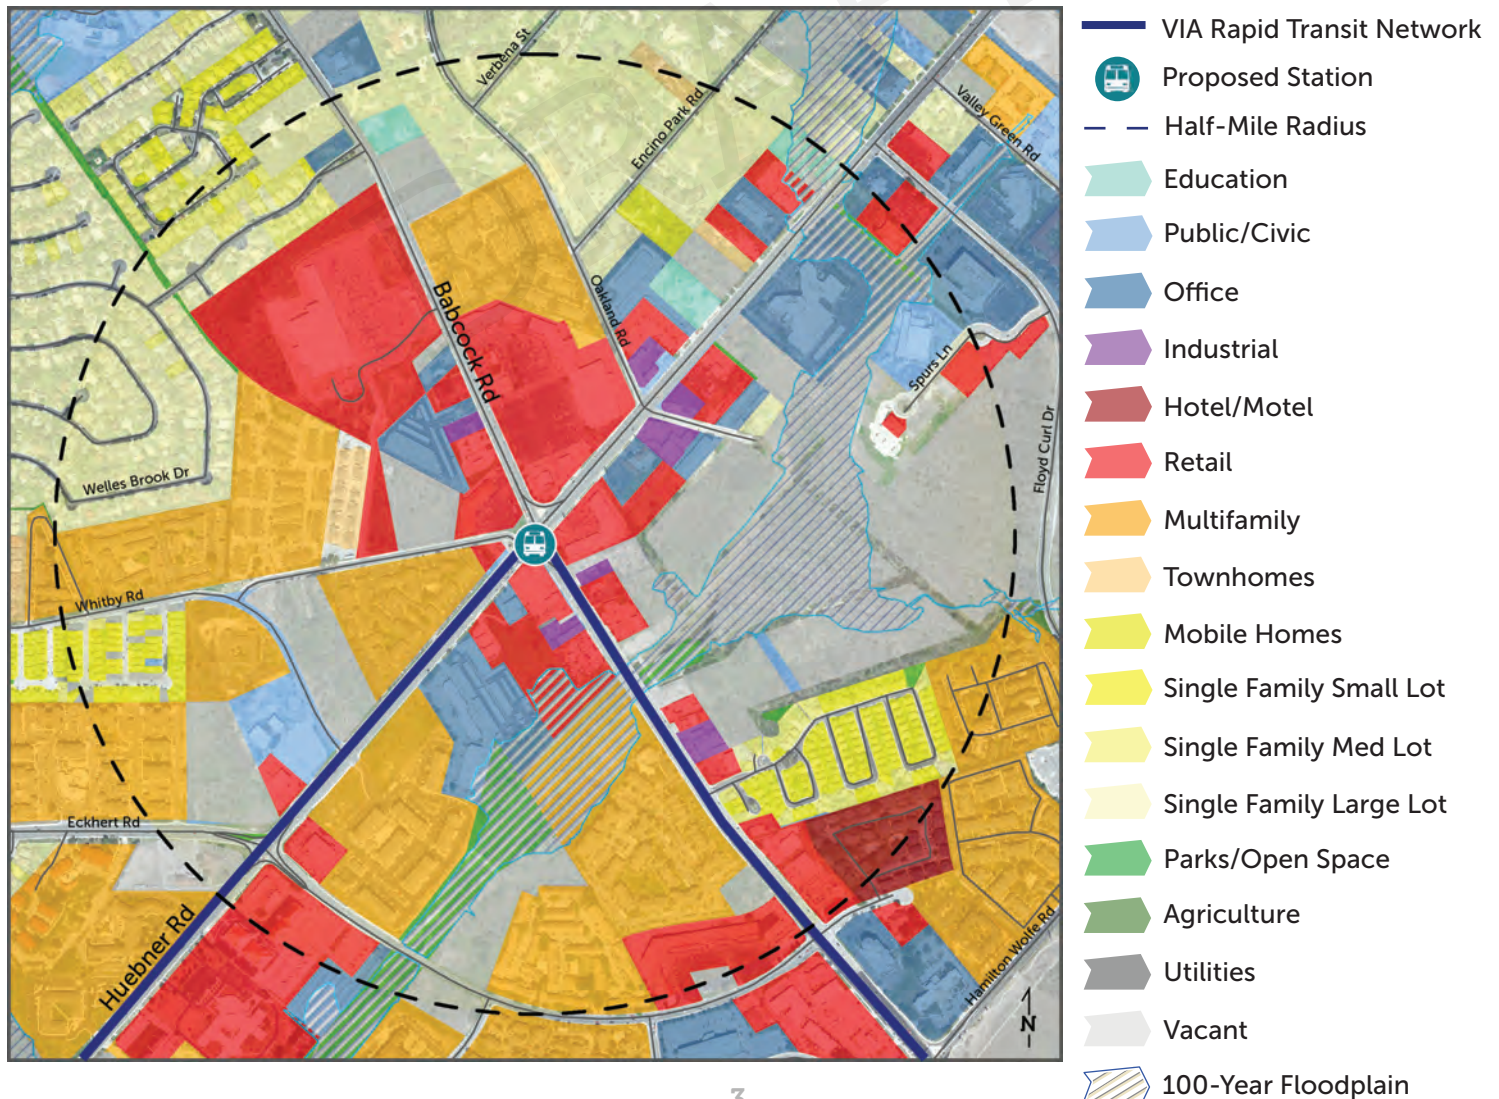 VIA Rapid Transit Network
Proposed Station
Half-Mile Radius
Education
Public/Civic
Office
Industrial
Hotel/Motel
Retail
Multifamily
Townhomes
Mobile Homes
Single Family Small Lot
Single Family Med Lot
Single Family Large Lot
Parks/Open Space
Agriculture
Utilities
Vacant
100-Year Floodplain
Verbena St
Encino Park Rd
Valley Green Rd
Babcock Rd
Oakland Rd
Spurs Ln
Floyd Curl Dr
Welles Brook Dr
Whitby Rd
Eckhert Rd
Huebner Rd
Hamilton Wolfe Rd
N
3